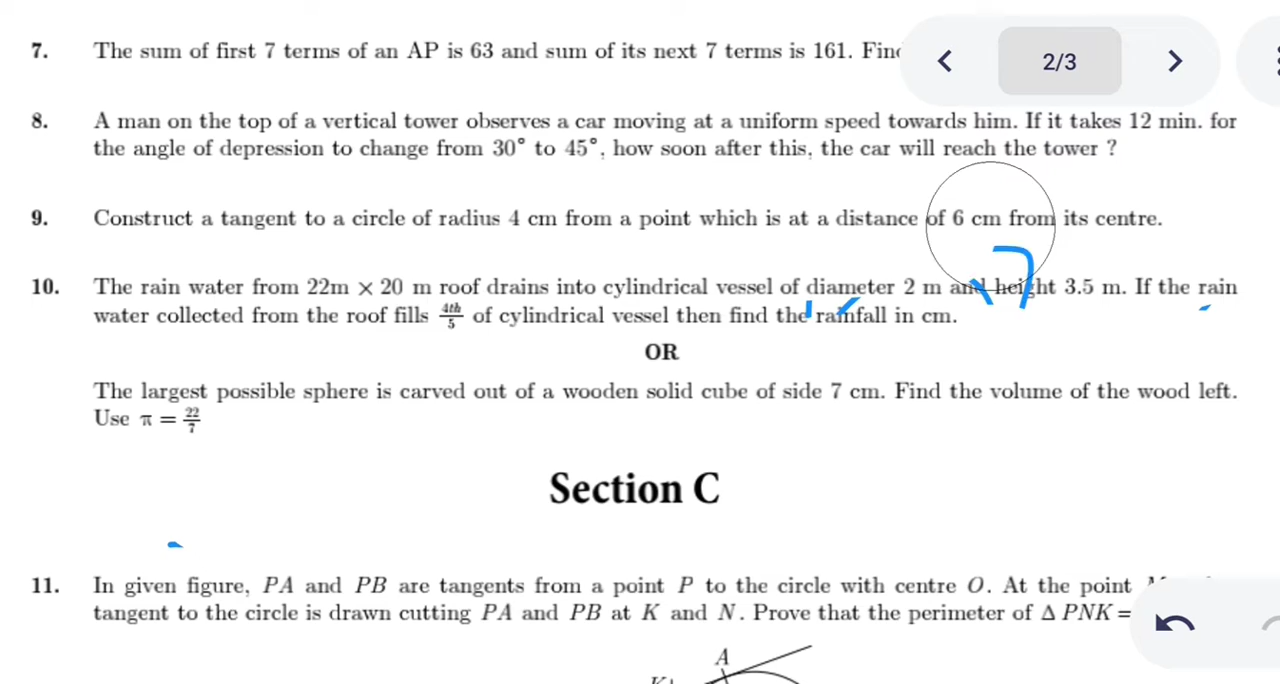 7. The sum of first 7 terms of an AP is 63 and sum of its next 7 terms is 161. Find
2/3
8. A man on the top of a vertical tower observes a car moving at a uniform speed towards him. If it takes 12 min. for
the angle of depression to change from 30° to 45°, how soon after this, the car will reach the tower ?
9. Construct a tangent to a circle of radius 4 cm from a point which is at a distance of 6 cm from its centre.
10. The rain water from 22m × 20 m roof drains into cylindrical vessel of diameter 2 m and height 3.5 m. If the rain
water collected from the roof fills 4th/5 of cylindrical vessel then find the rainfall in cm.
OR
The largest possible sphere is carved out of a wooden solid cube of side 7 cm. Find the volume of the wood left.
Use π = 22/7
Section C
11. In given figure, PA and PB are tangents from a point P to the circle with centre O. At the point
tangent to the circle is drawn cutting PA and PB at K and N. Prove that the perimeter of Δ PNK =
A